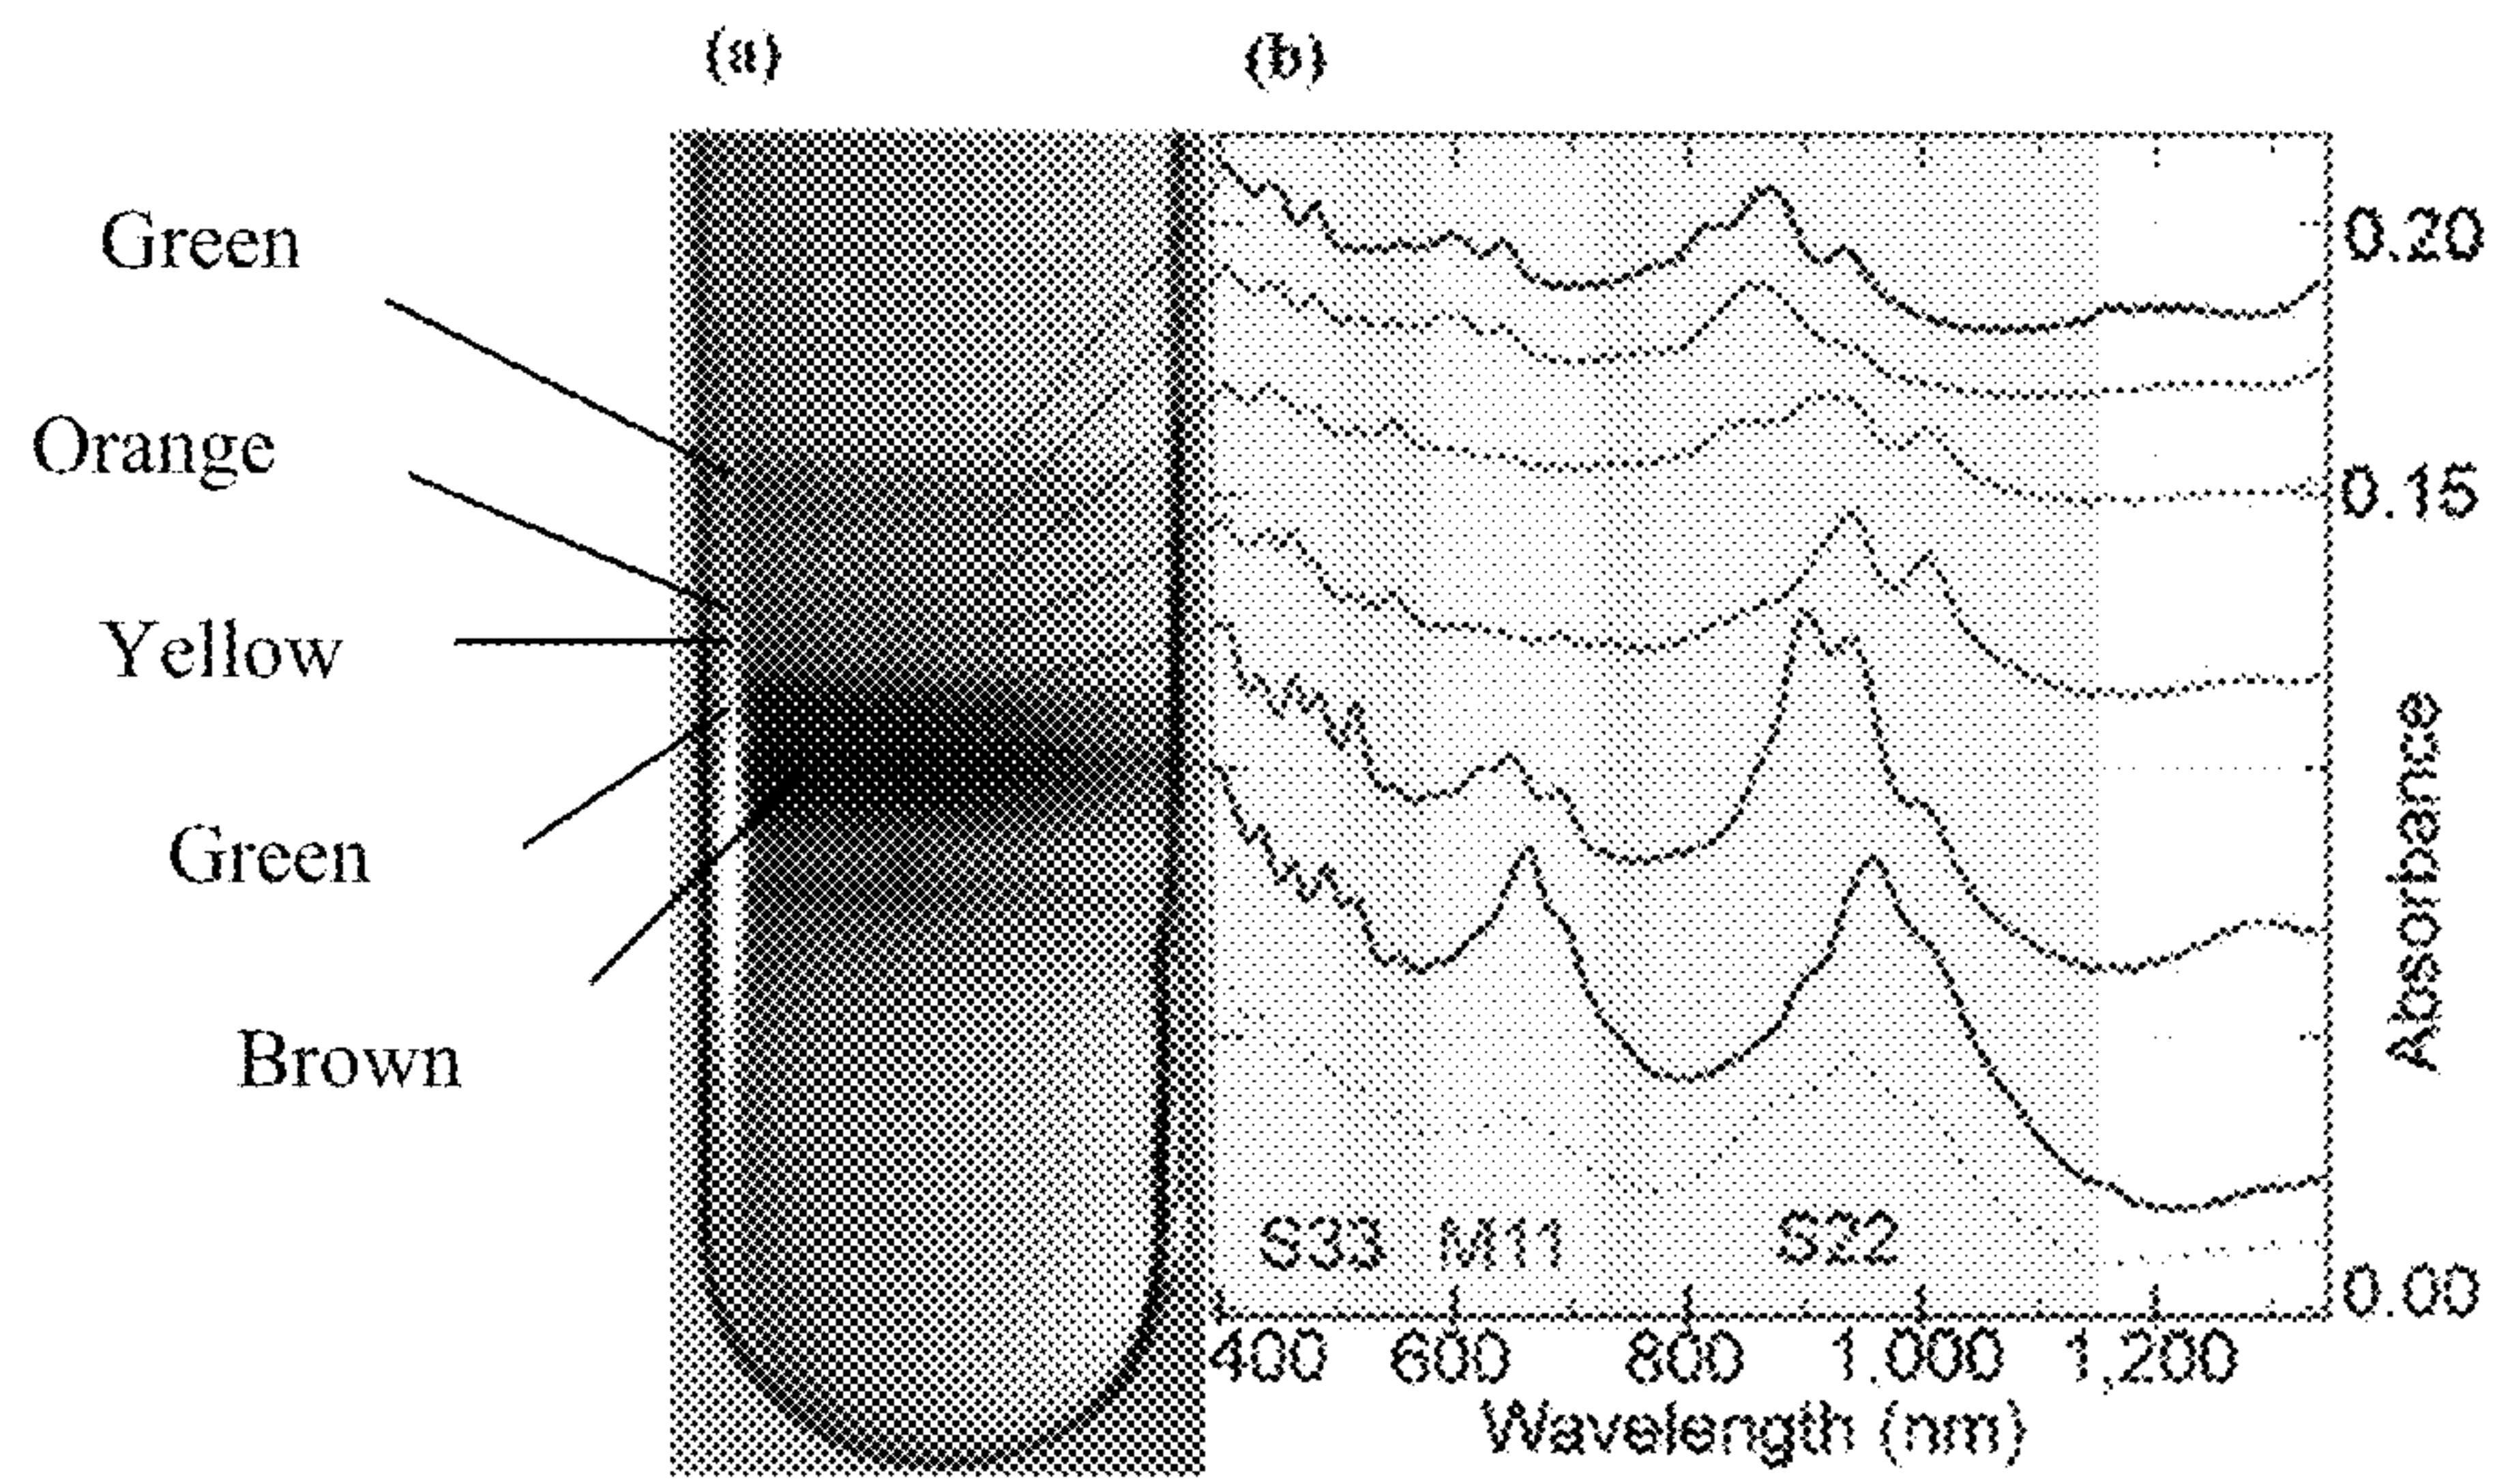 (a)
(b)
Green
Orange
Yellow
Green
Brown
0.20
0.15
Absorbance
0.00
S33 M11 S22
400 600 800 1,000 1,200
Wavelength (nm)